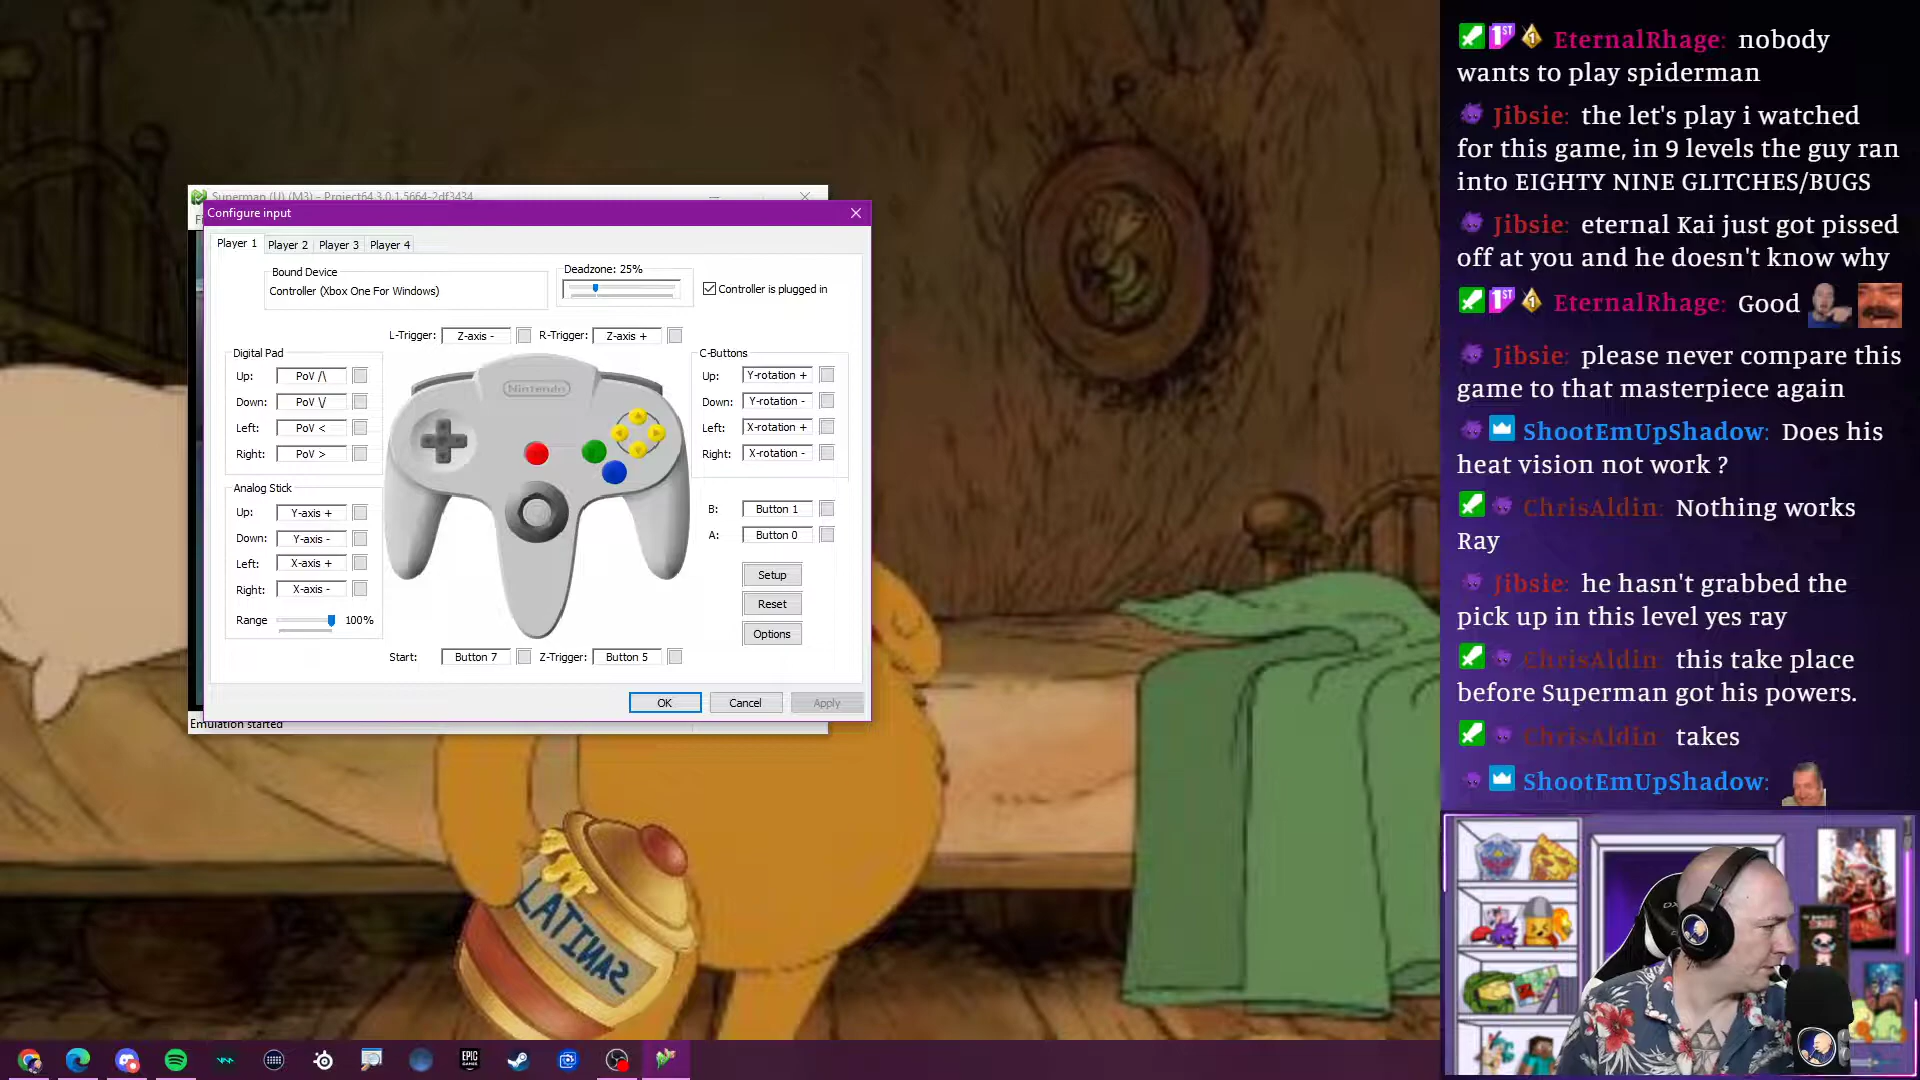 Superman (U) (M3) - Project64 3.0.1.5664-2df3434
Configure input
Player 1
Player 2
Player 3
Player 4
Bound Device
Controller (Xbox One For Windows)
Deadzone: 25%
Controller is plugged in
L-Trigger: Z-axis -
R-Trigger: Z-axis +
Digital Pad
Up: PoV /\
Down: PoV \/
Left: PoV <
Right: PoV >
Analog Stick
Up: Y-axis +
Down: Y-axis -
Left: X-axis +
Right: X-axis -
Range 100%
Nintendo
C-Buttons
Up: Y-rotation +
Down: Y-rotation -
Left: X-rotation +
Right: X-rotation -
B: Button 1
A: Button 0
Setup
Reset
Options
Start: Button 7
Z-Trigger: Button 5
OK
Cancel
Apply
Emulation started
LATINAS
EPIC
GAMES
1ST 1 EternalRhage: nobody
wants to play spiderman
Jibsie: the let's play i watched
for this game, in 9 levels the guy ran
into EIGHTY NINE GLITCHES/BUGS
Jibsie: eternal Kai just got pissed
off at you and he doesn't know why
1ST 1 EternalRhage: Good
Jibsie: please never compare this
game to that masterpiece again
ShootEmUpShadow: Does his
heat vision not work ?
ChrisAldin: Nothing works
Ray
Jibsie: he hasn't grabbed the
pick up in this level yes ray
ChrisAldin: this take place
before Superman got his powers.
ChrisAldin: takes
ShootEmUpShadow: